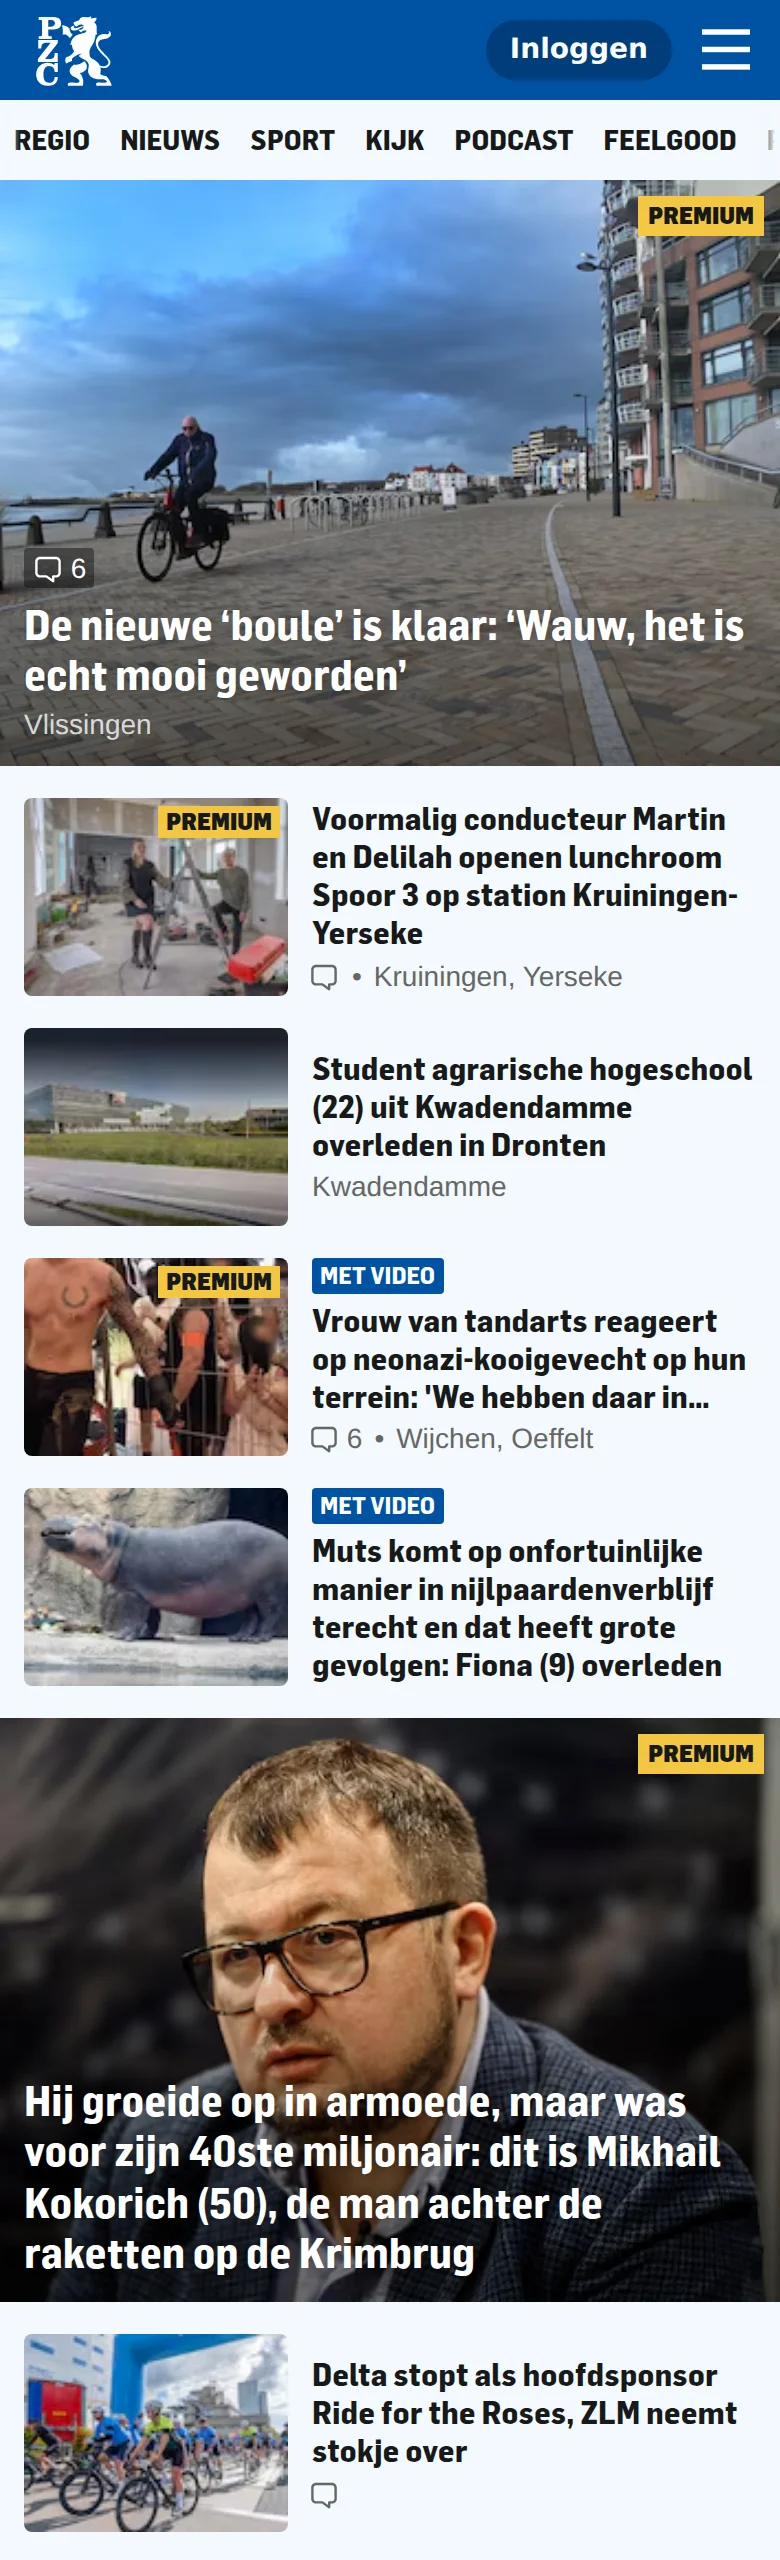 PZC
Inloggen
REGIO NIEUWS SPORT KIJK PODCAST FEELGOOD
PREMIUM
6
De nieuwe ‘boule’ is klaar: ‘Wauw, het is
echt mooi geworden’
Vlissingen
PREMIUM
Voormalig conducteur Martin
en Delilah openen lunchroom
Spoor 3 op station Kruiningen-
Yerseke
• Kruiningen, Yerseke
Student agrarische hogeschool
(22) uit Kwadendamme
overleden in Dronten
Kwadendamme
PREMIUM
MET VIDEO
Vrouw van tandarts reageert
op neonazi-kooigevecht op hun
terrein: 'We hebben daar in...
6 • Wijchen, Oeffelt
MET VIDEO
Muts komt op onfortuinlijke
manier in nijlpaardenverblijf
terecht en dat heeft grote
gevolgen: Fiona (9) overleden
PREMIUM
Hij groeide op in armoede, maar was
voor zijn 40ste miljonair: dit is Mikhail
Kokorich (50), de man achter de
raketten op de Krimbrug
Delta stopt als hoofdsponsor
Ride for the Roses, ZLM neemt
stokje over